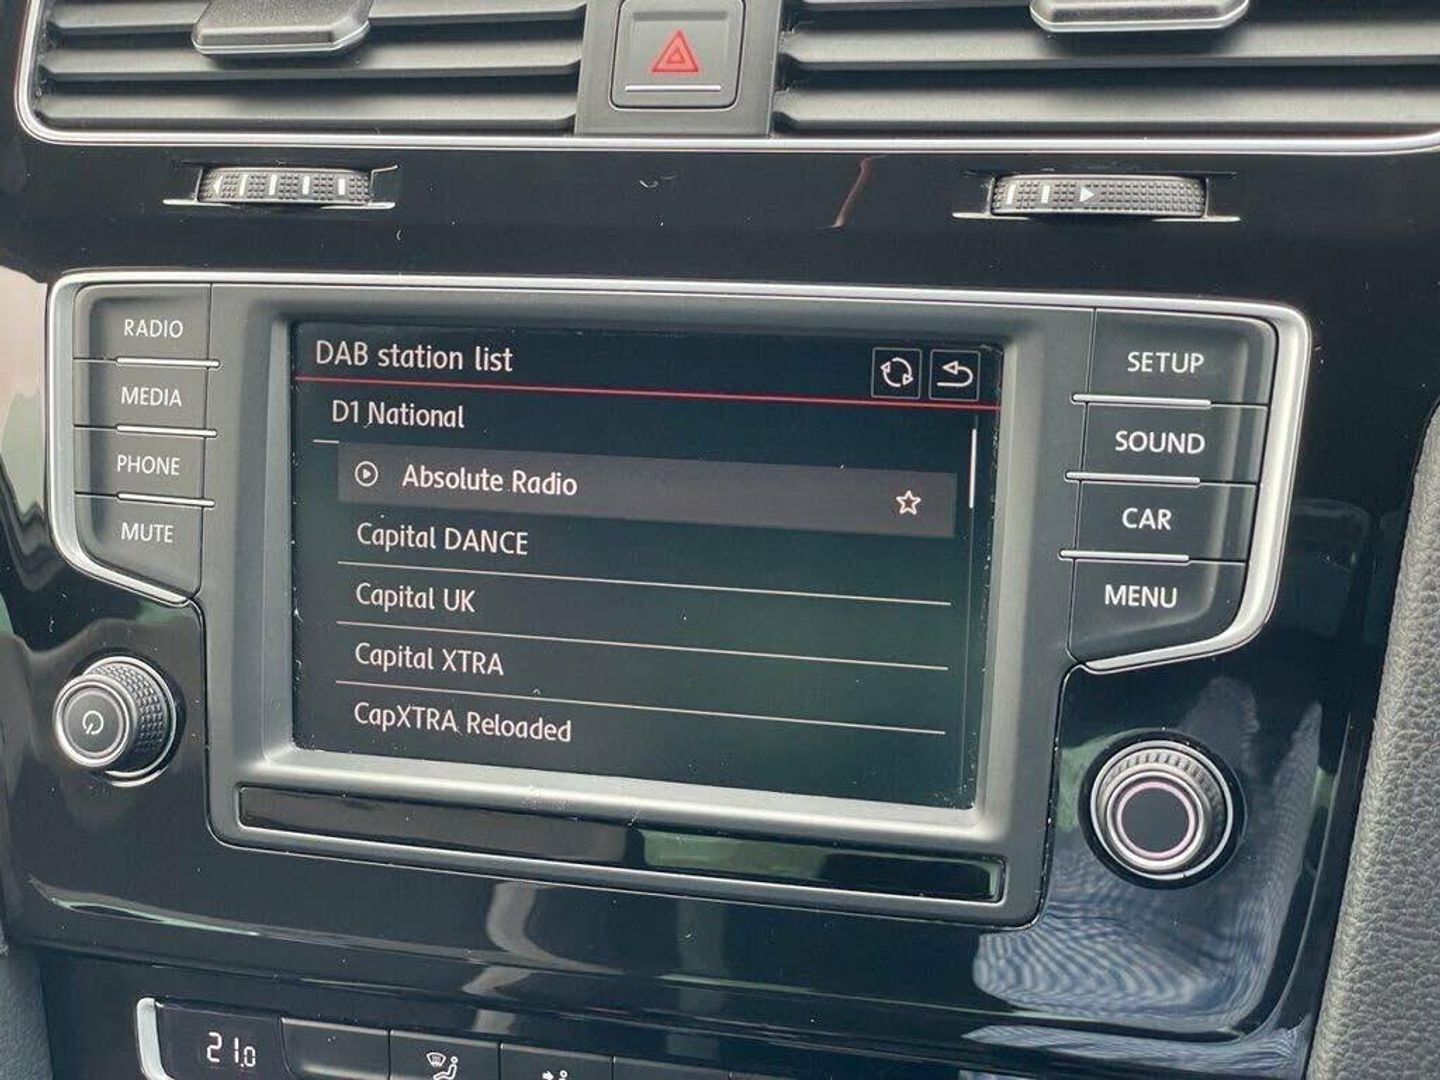 RADIO
MEDIA
PHONE
MUTE
DAB station list
D1 National
Absolute Radio
Capital DANCE
Capital UK
Capital XTRA
CapXTRA Reloaded
SETUP
SOUND
CAR
MENU
21.0